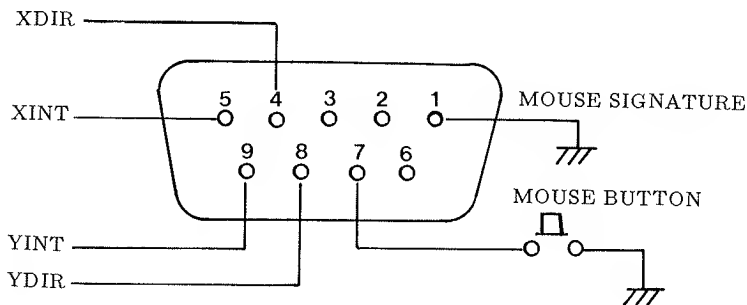 XDIR
5 4 3 2 1
MOUSE SIGNATURE
XINT
9 8 7 6
MOUSE BUTTON
YINT
YDIR